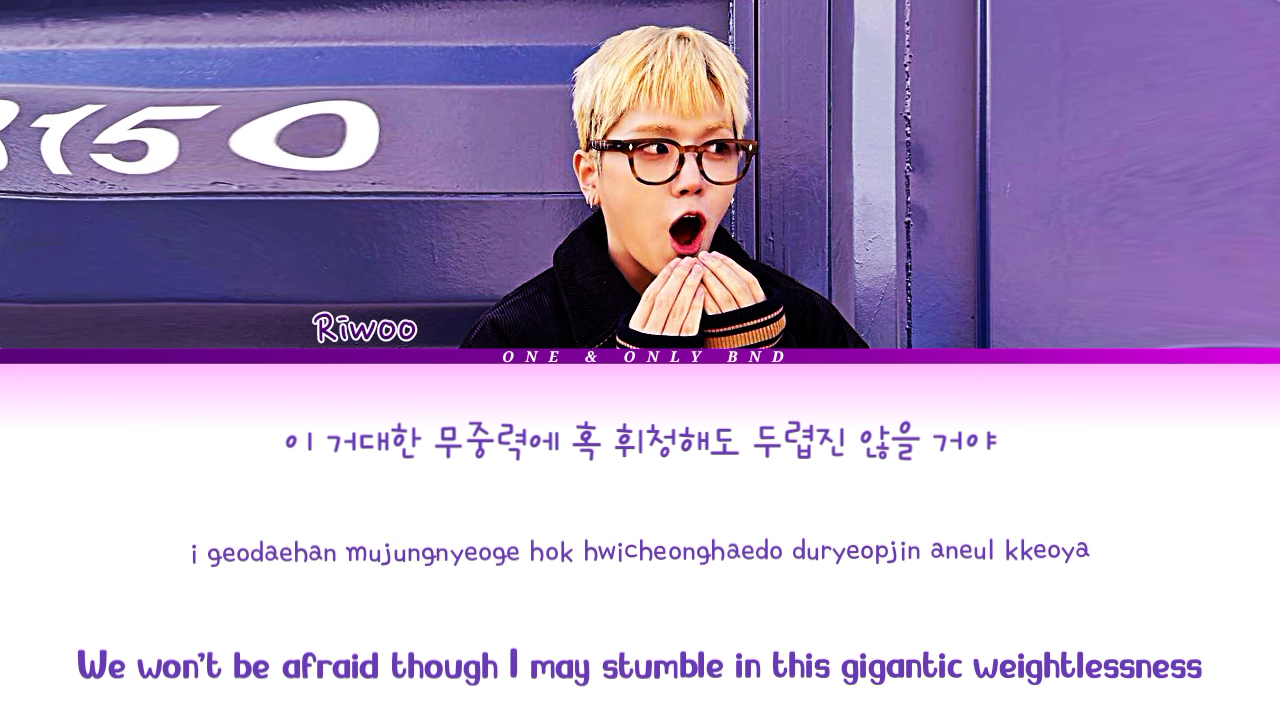 8150
Riwoo
ONE & ONLY BND
이 거대한 무중력에 혹 휘청해도 두렵진 않을 거야
i geodaehan mujungnyeoge hok hwicheonghaedo duryeopjin aneul kkeoya
We won't be afraid though I may stumble in this gigantic weightlessness